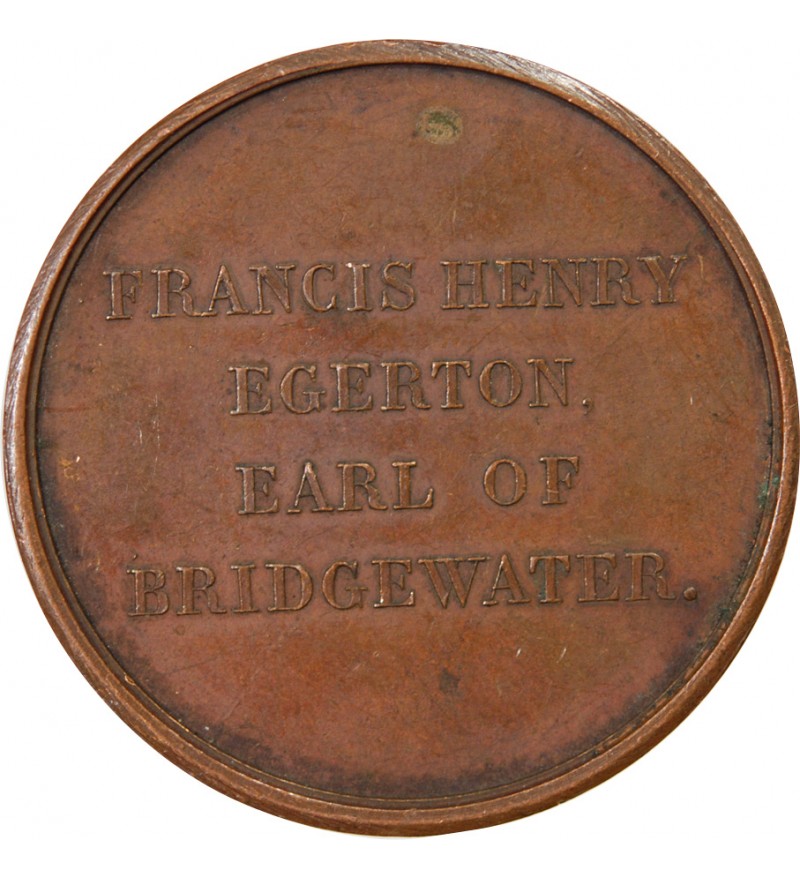 FRANCIS HENRY
EGERTON,
EARL OF
BRIDGEWATER.